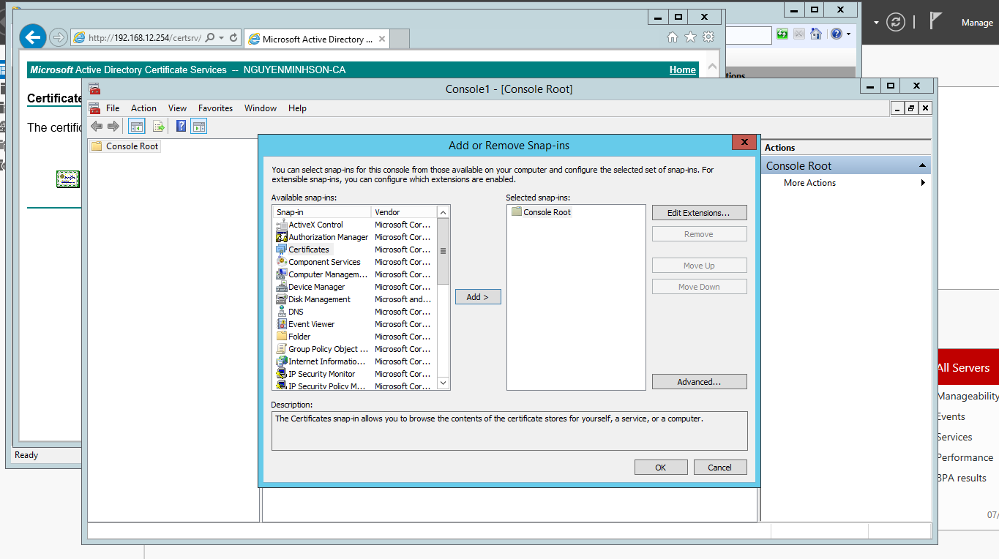 http://192.168.12.254/certsrv/
Microsoft Active Directory ...
Manage
Microsoft Active Directory Certificate Services -- NGUYENMINHSON-CA
Home
tions
Certificate
The certific
Ready
Console1 - [Console Root]
File Action View Favorites Window Help
Console Root
Actions
Console Root
More Actions
Add or Remove Snap-ins
You can select snap-ins for this console from those available on your computer and configure the selected set of snap-ins. For
extensible snap-ins, you can configure which extensions are enabled.
Available snap-ins:
Snap-in Vendor
ActiveX Control Microsoft Cor...
Authorization Manager Microsoft Cor...
Certificates Microsoft Cor...
Component Services Microsoft Cor...
Computer Managem... Microsoft Cor...
Device Manager Microsoft Cor...
Disk Management Microsoft and...
DNS Microsoft Cor...
Event Viewer Microsoft Cor...
Folder Microsoft Cor...
Group Policy Object ... Microsoft Cor...
Internet Informatio... Microsoft Cor...
IP Security Monitor Microsoft Cor...
IP Security Policy M... Microsoft Cor...
Add >
Selected snap-ins:
Console Root
Edit Extensions...
Remove
Move Up
Move Down
Advanced...
Description:
The Certificates snap-in allows you to browse the contents of the certificate stores for yourself, a service, or a computer.
OK
Cancel
All Servers
Manageability
Events
Services
Performance
BPA results
07/